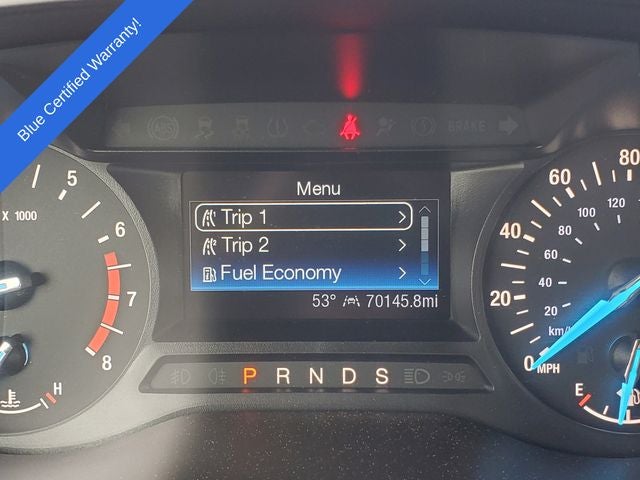 Blue Certified Warranty!
ABS
BRAKE
Menu
Trip 1
Trip 2
Fuel Economy
53° 70145.8mi
P R N D S
X 1000
5
6
7
8
H
0
20
40
60
80
20
40
60
80
100
120
km/h
MPH
E